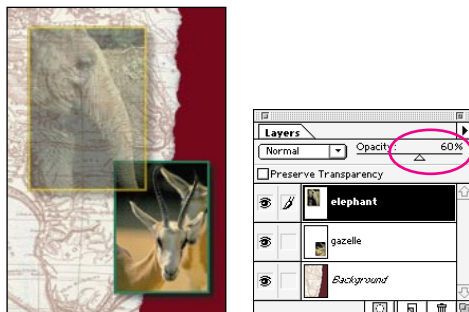 Layers
Normal Opacity: 60%
Preserve Transparency
elephant
gazelle
Background